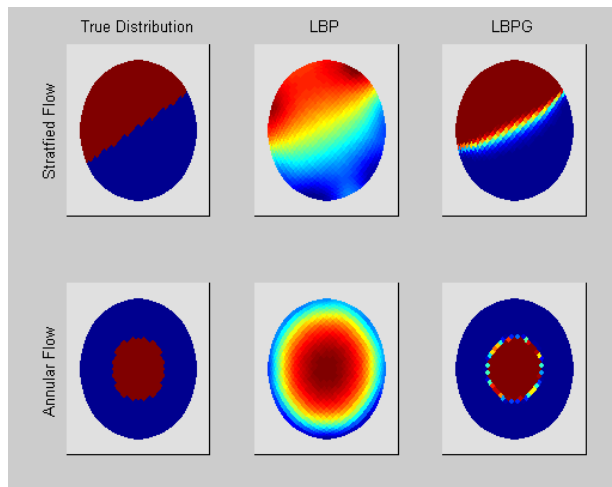 True Distribution
LBP
LBPG
Stratfied Flow
Annular Flow